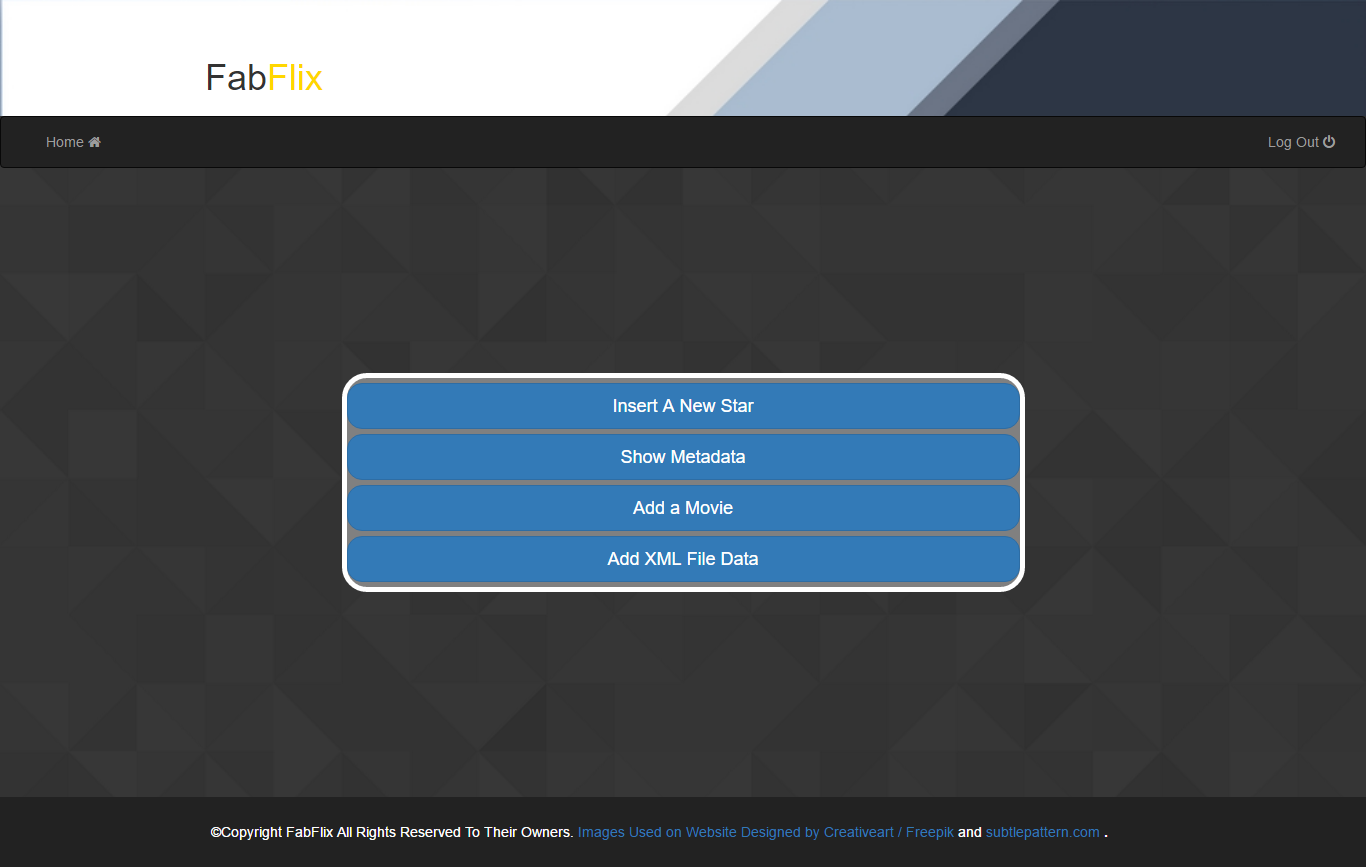 FabFlix
Home
Log Out
Insert A New Star
Show Metadata
Add a Movie
Add XML File Data
©Copyright FabFlix All Rights Reserved To Their Owners. Images Used on Website Designed by Creativeart / Freepik and subtlepattern.com .